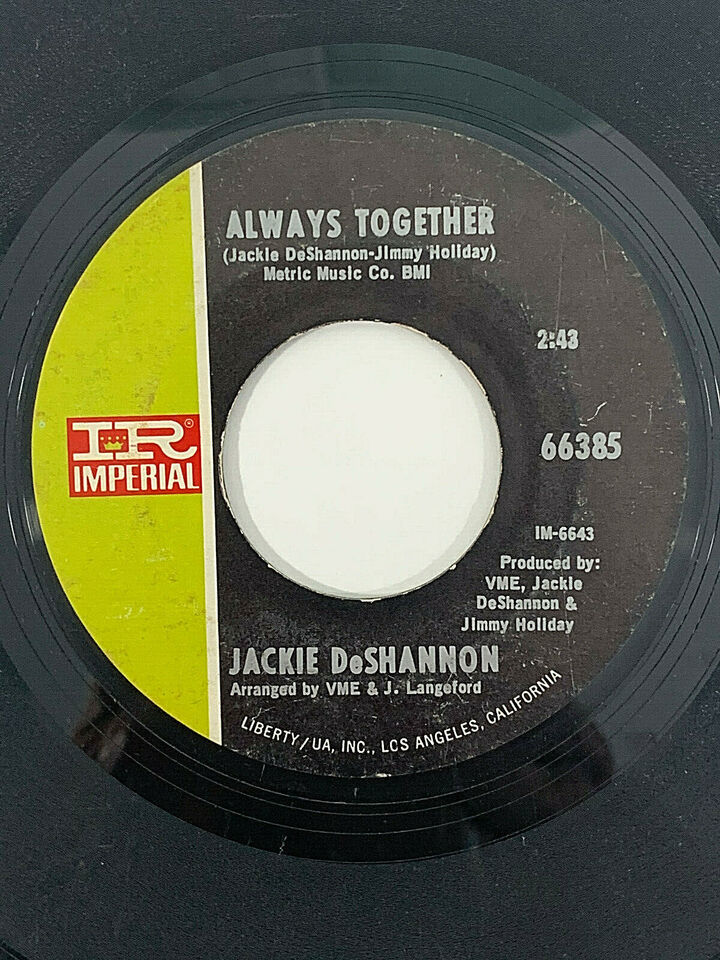 ALWAYS TOGETHER
(Jackie DeShannon-Jimmy Holiday)
Metric Music Co. BMI
2:43
IR®
IMPERIAL
66385
IM-6643
Produced by:
VME, Jackie
DeShannon &
Jimmy Holiday
JACKIE DeSHANNON
Arranged by VME & J. Langeford
LIBERTY/UA, INC., LOS ANGELES, CALIFORNIA